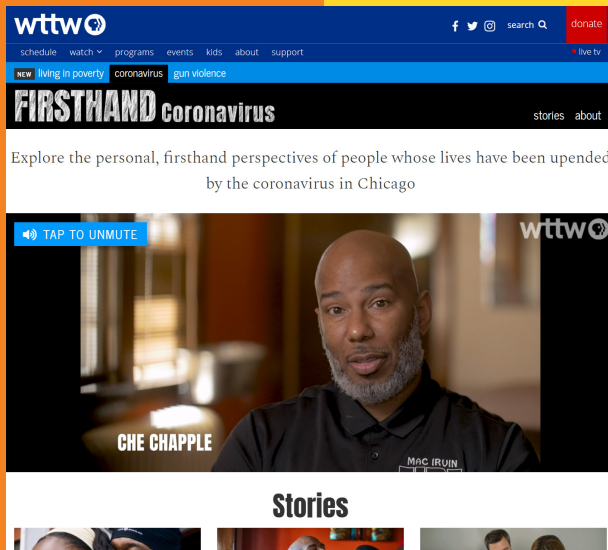 wttw
search
donate
schedule watch programs events kids about support
live tv
NEW living in poverty coronavirus gun violence
FIRSTHAND Coronavirus
stories about
Explore the personal, firsthand perspectives of people whose lives have been upended
by the coronavirus in Chicago
TAP TO UNMUTE
wttw
CHE CHAPPLE
MAC IRVIN
Stories